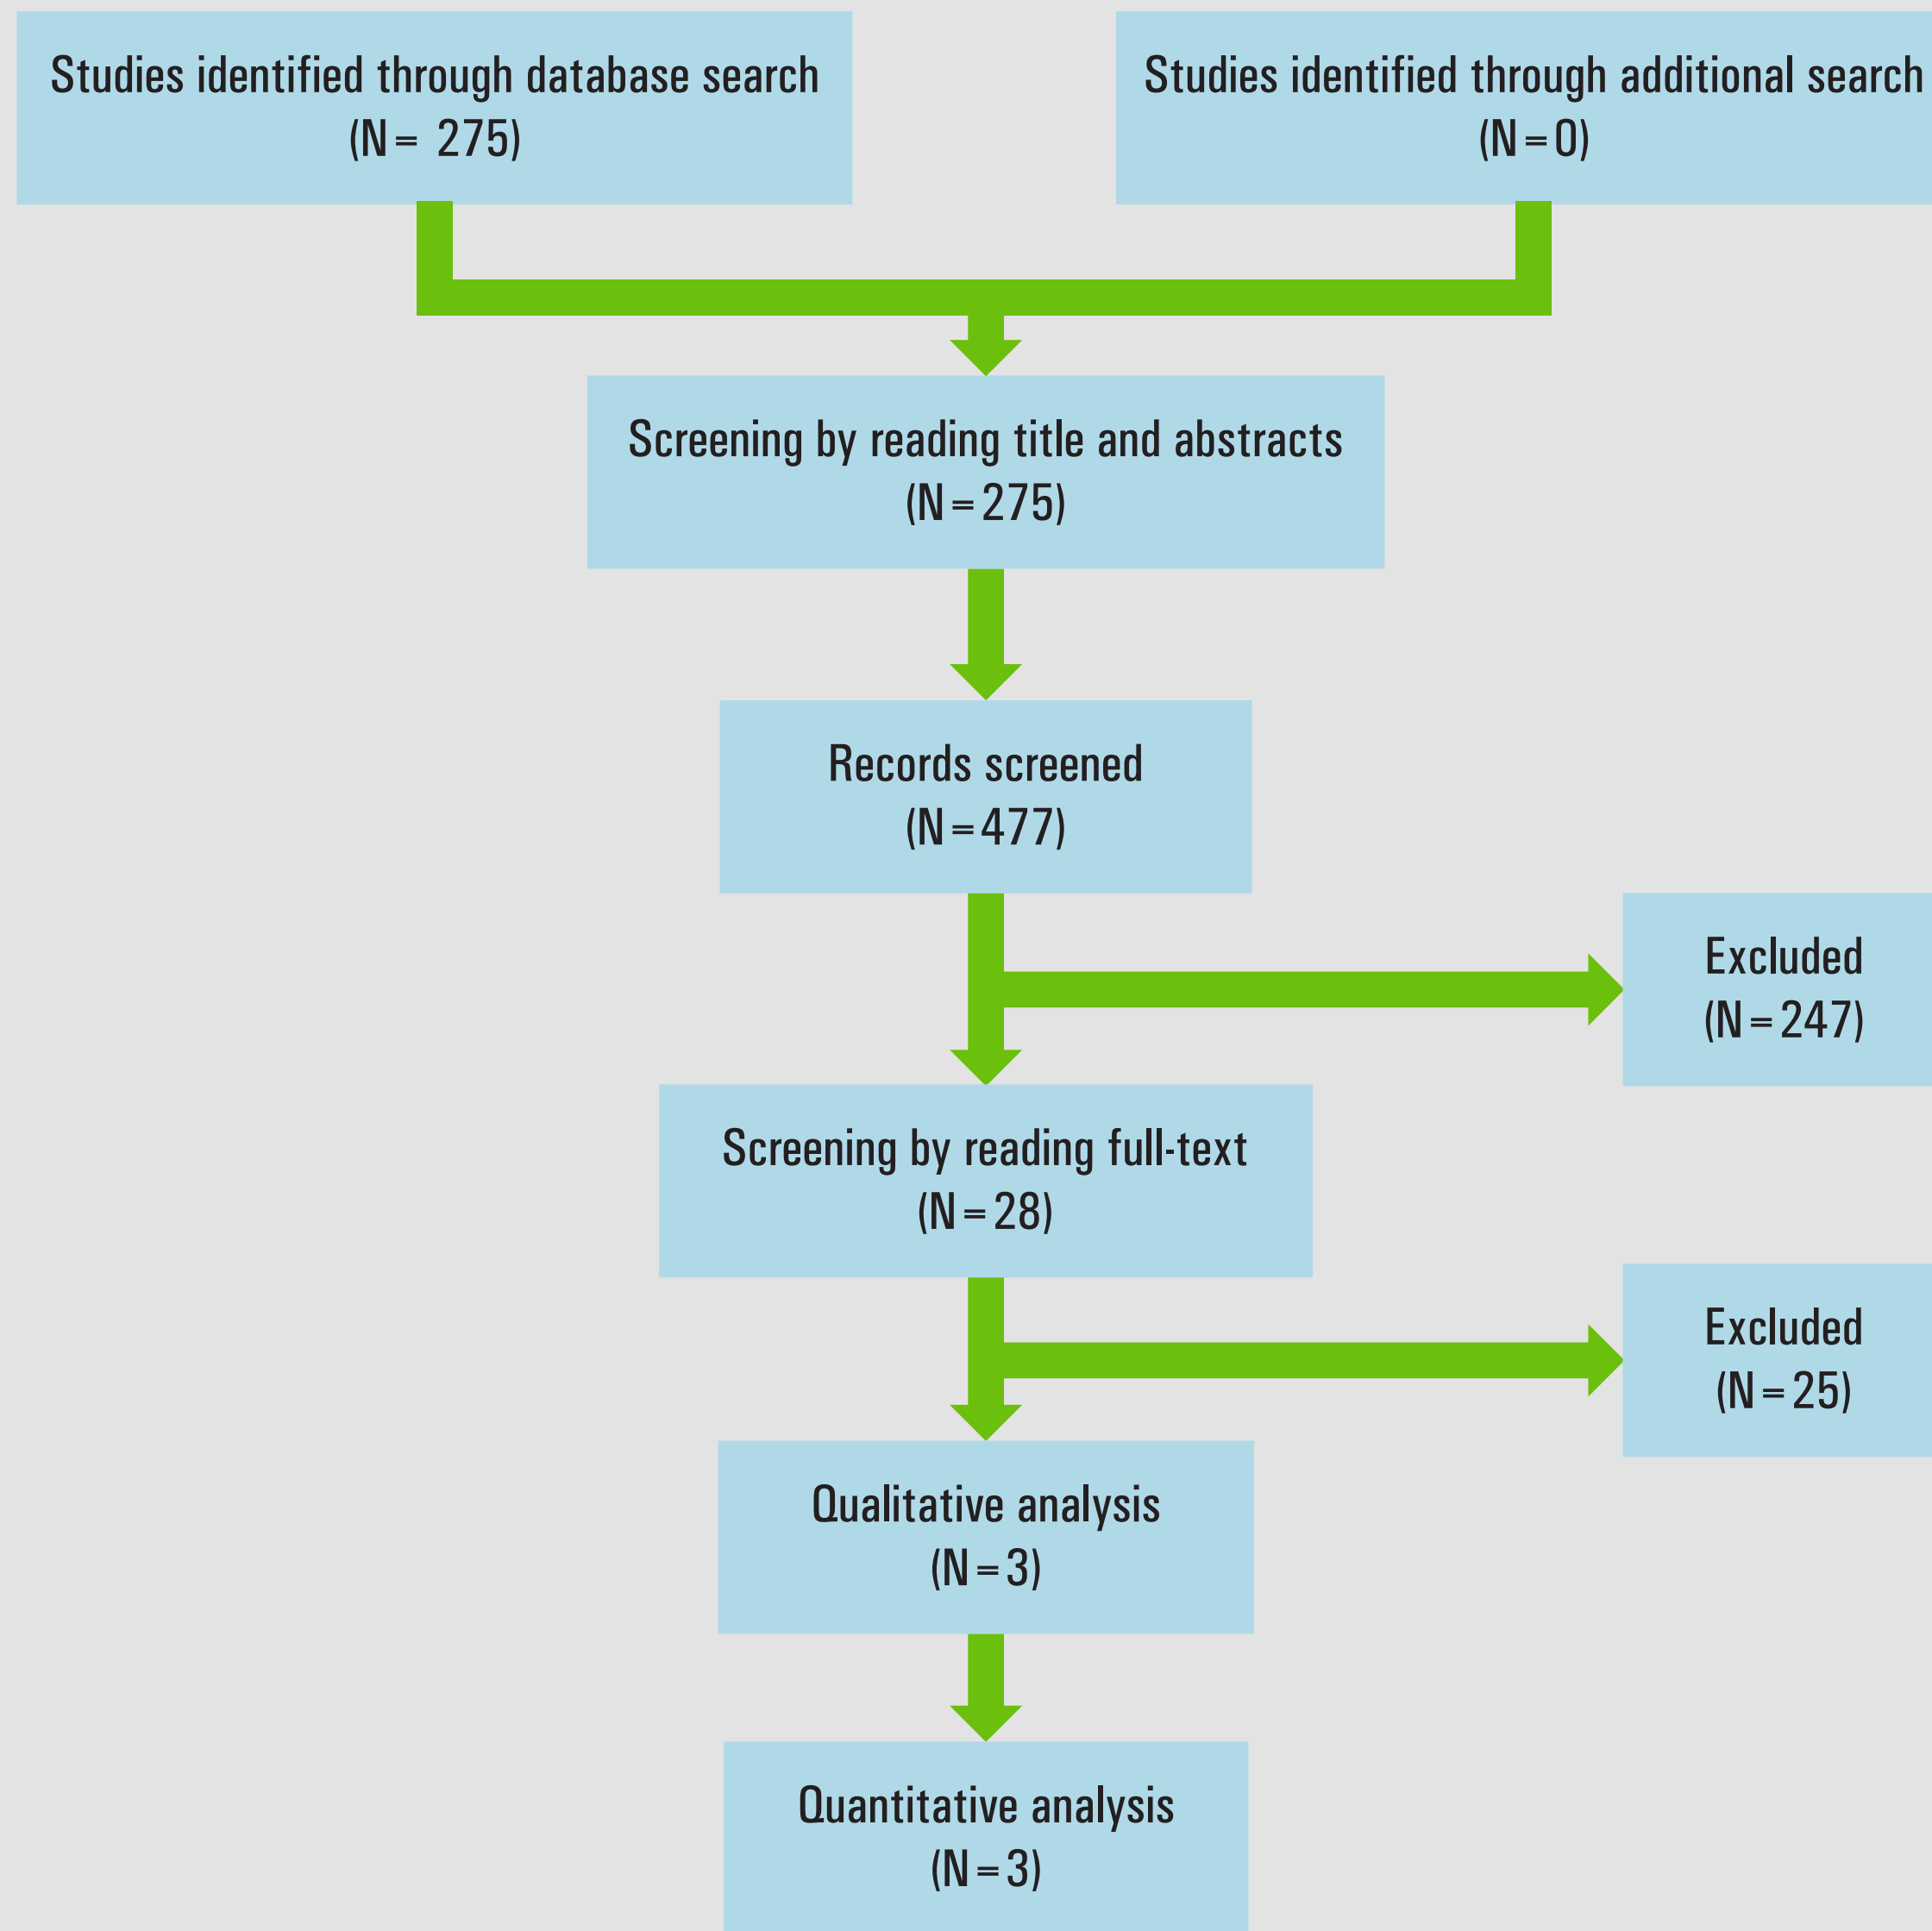 Studies identified through database search
(N = 275)
Studies identified through additional search
(N = 0)
Screening by reading title and abstracts
(N = 275)
Records screened
(N = 477)
Excluded
(N = 247)
Screening by reading full-text
(N = 28)
Excluded
(N = 25)
Qualitative analysis
(N = 3)
Quantitative analysis
(N = 3)